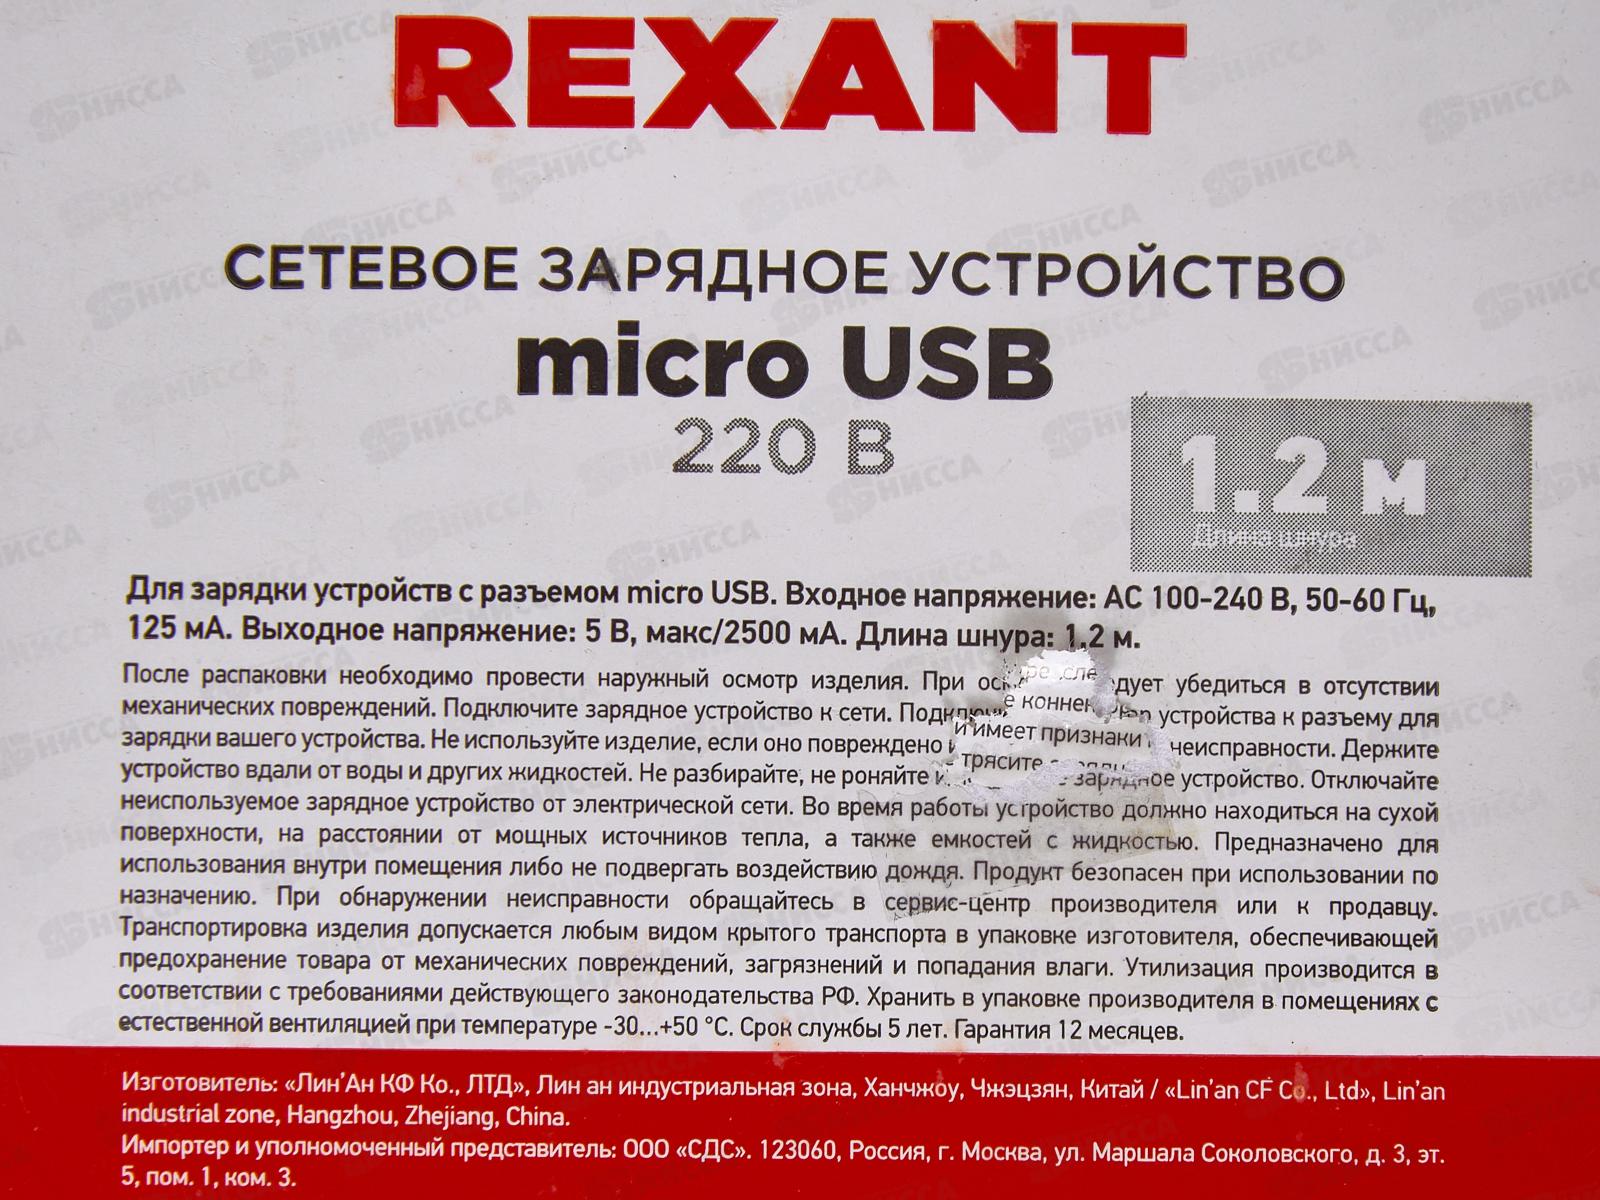 REXANT
СЕТЕВОЕ ЗАРЯДНОЕ УСТРОЙСТВО
micro USB
220 В
1.2 м
Длина шнура
Для зарядки устройств с разъемом micro USB. Входное напряжение: AC 100-240 В, 50-60 Гц,
125 мА. Выходное напряжение: 5 В, макс/2500 мА. Длина шнура: 1,2 м.
После распаковки необходимо провести наружный осмотр изделия. При убедиться в отсутствии
механических повреждений. Подключите зарядное устройство к сети. устройства к разъему для
зарядки вашего устройства. Не используйте изделие, если оно повреждено имеет признаки неисправности. Держите
устройство вдали от воды и других жидкостей. Не разбирайте, не роняйте трясите зарядное устройство. Отключайте
неиспользуемое зарядное устройство от электрической сети. Во время работы устройство должно находиться на сухой
поверхности, на расстоянии от мощных источников тепла, а также емкостей с жидкостью. Предназначено для
использования внутри помещения либо не подвергать воздействию дождя. Продукт безопасен при использовании по
назначению. При обнаружении неисправности обращайтесь в сервис-центр производителя или к продавцу.
Транспортировка изделия допускается любым видом крытого транспорта в упаковке изготовителя, обеспечивающей
предохранение товара от механических повреждений, загрязнений и попадания влаги. Утилизация производится в
соответствии с требованиями действующего законодательства РФ. Хранить в упаковке производителя в помещениях с
естественной вентиляцией при температуре -30...+50 °С. Срок службы 5 лет. Гарантия 12 месяцев.
Изготовитель: «Лин’Ан КФ Ко., ЛТД», Лин ан индустриальная зона, Ханчжоу, Чжэцзян, Китай / «Lin’an CF Co., Ltd», Lin’an
industrial zone, Hangzhou, Zhejiang, China.
Импортер и уполномоченный представитель: ООО «СДС». 123060, Россия, г. Москва, ул. Маршала Соколовского, д. 3, эт.
5, пом. 1, ком. 3.